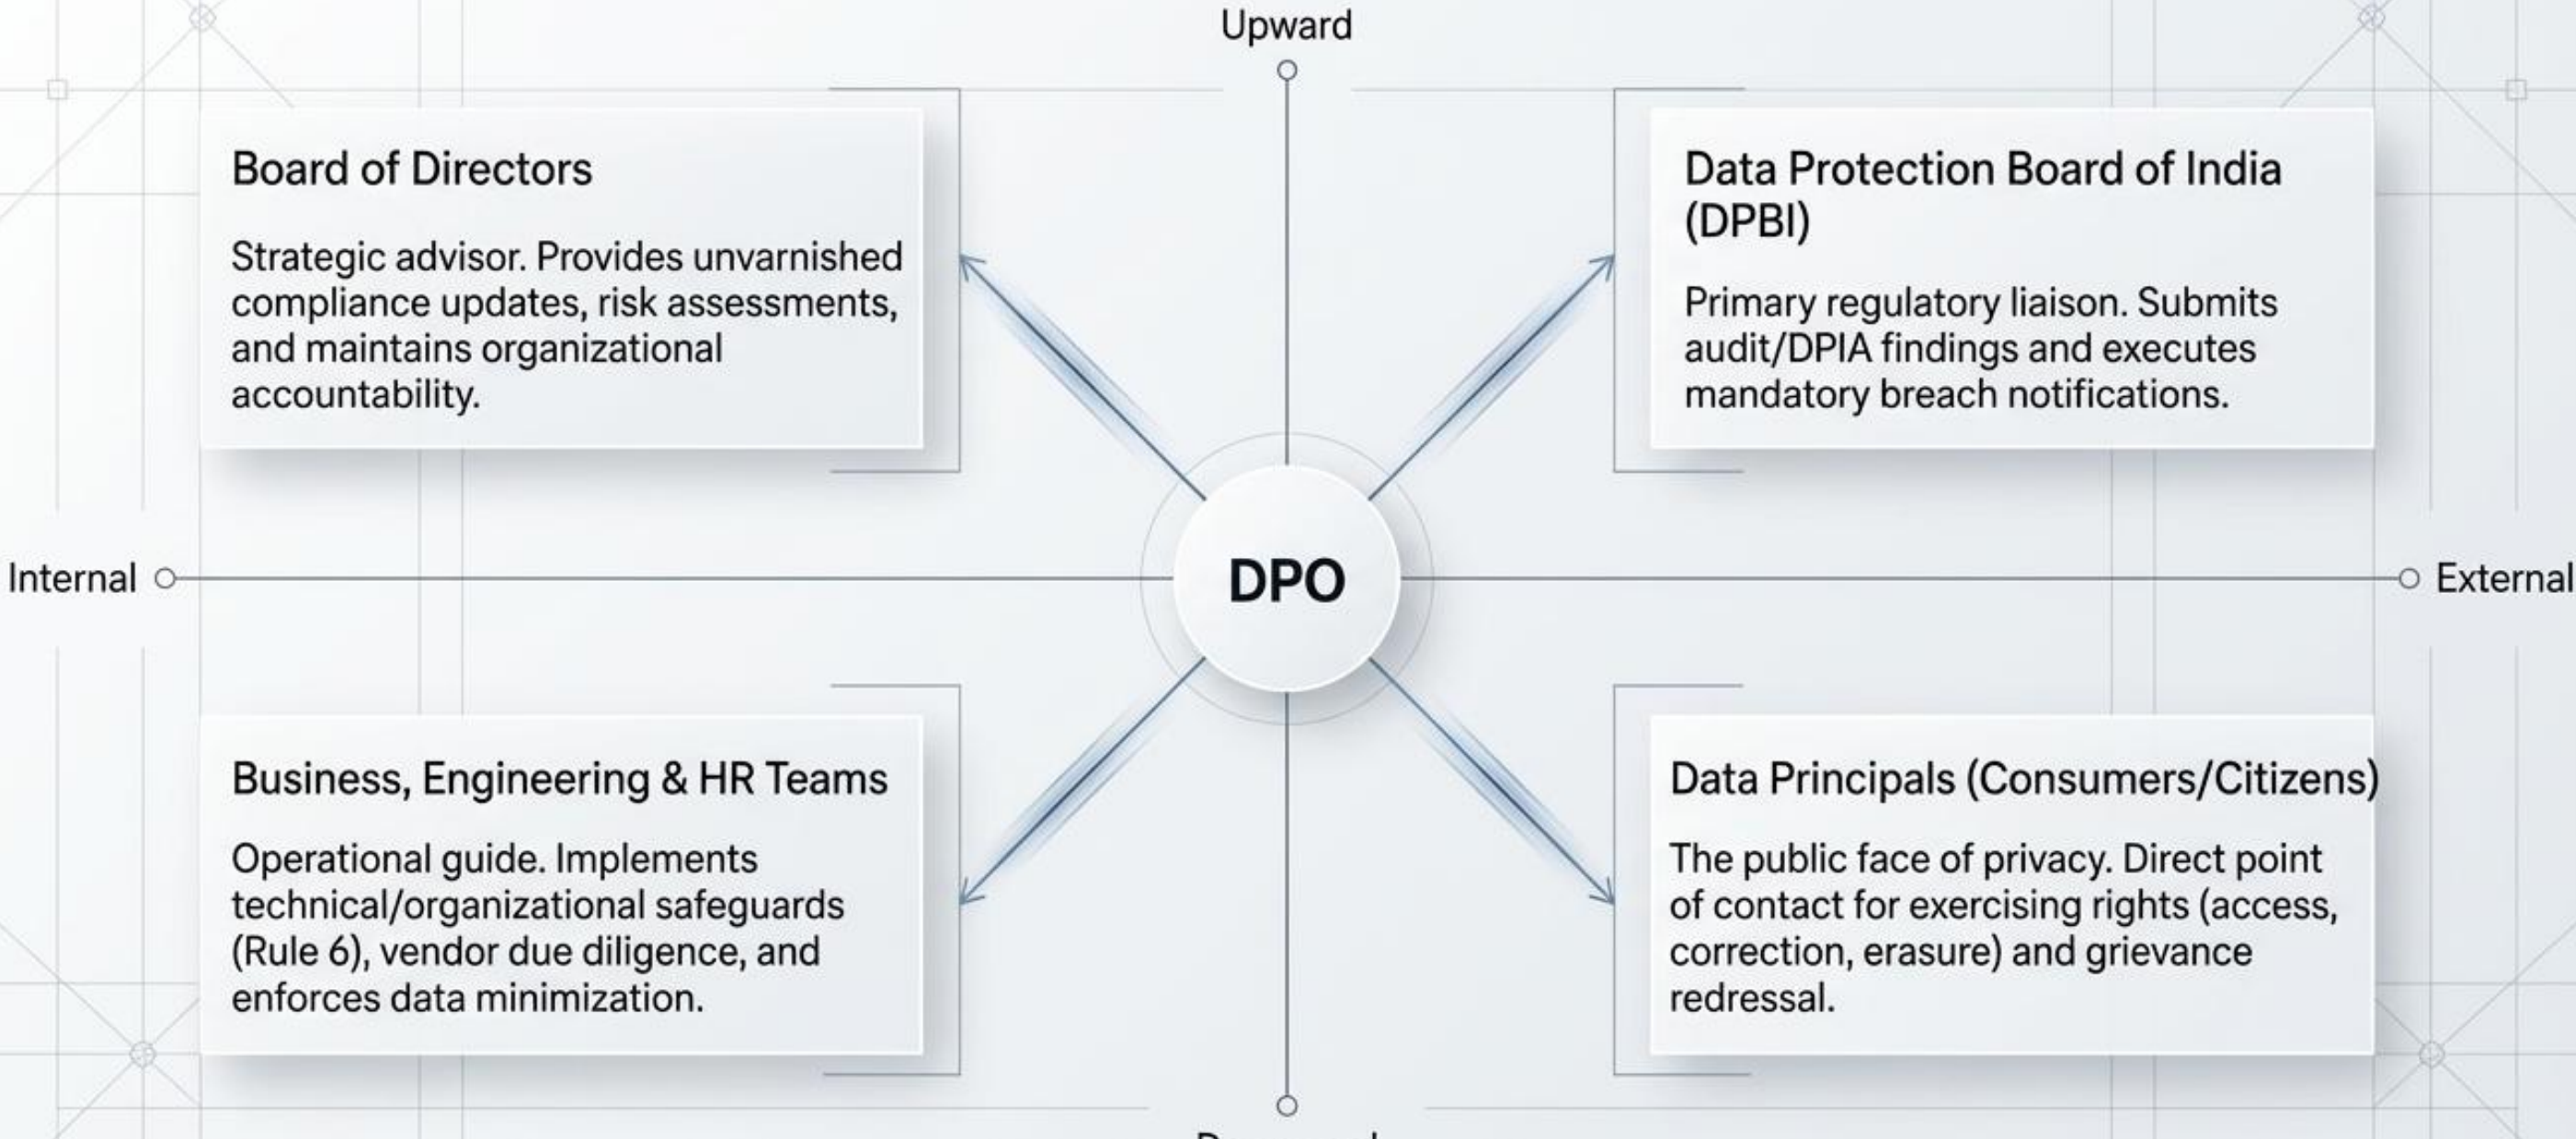 Upward
Board of Directors
Strategic advisor. Provides unvarnished
compliance updates, risk assessments,
and maintains organizational
accountability.
Data Protection Board of India
(DPBI)
Primary regulatory liaison. Submits
audit/DPIA findings and executes
mandatory breach notifications.
Internal
DPO
External
Business, Engineering & HR Teams
Operational guide. Implements
technical/organizational safeguards
(Rule 6), vendor due diligence, and
enforces data minimization.
Data Principals (Consumers/Citizens)
The public face of privacy. Direct point
of contact for exercising rights (access,
correction, erasure) and grievance
redressal.